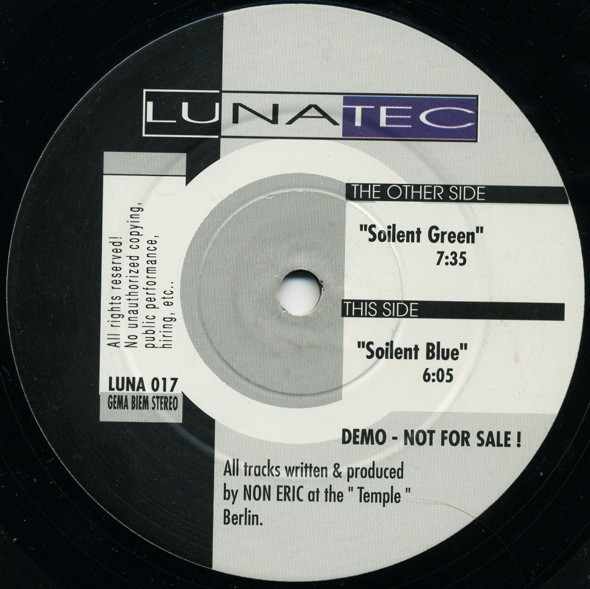 LUNATEC
THE OTHER SIDE
"Soilent Green"
7:35
THIS SIDE
"Soilent Blue"
6:05
All rights reserved!
No unauthorized copying,
public performance,
hiring, etc..
LUNA 017
GEMA BIEM STEREO
DEMO - NOT FOR SALE !
All tracks written & produced
by NON ERIC at the " Temple "
Berlin.